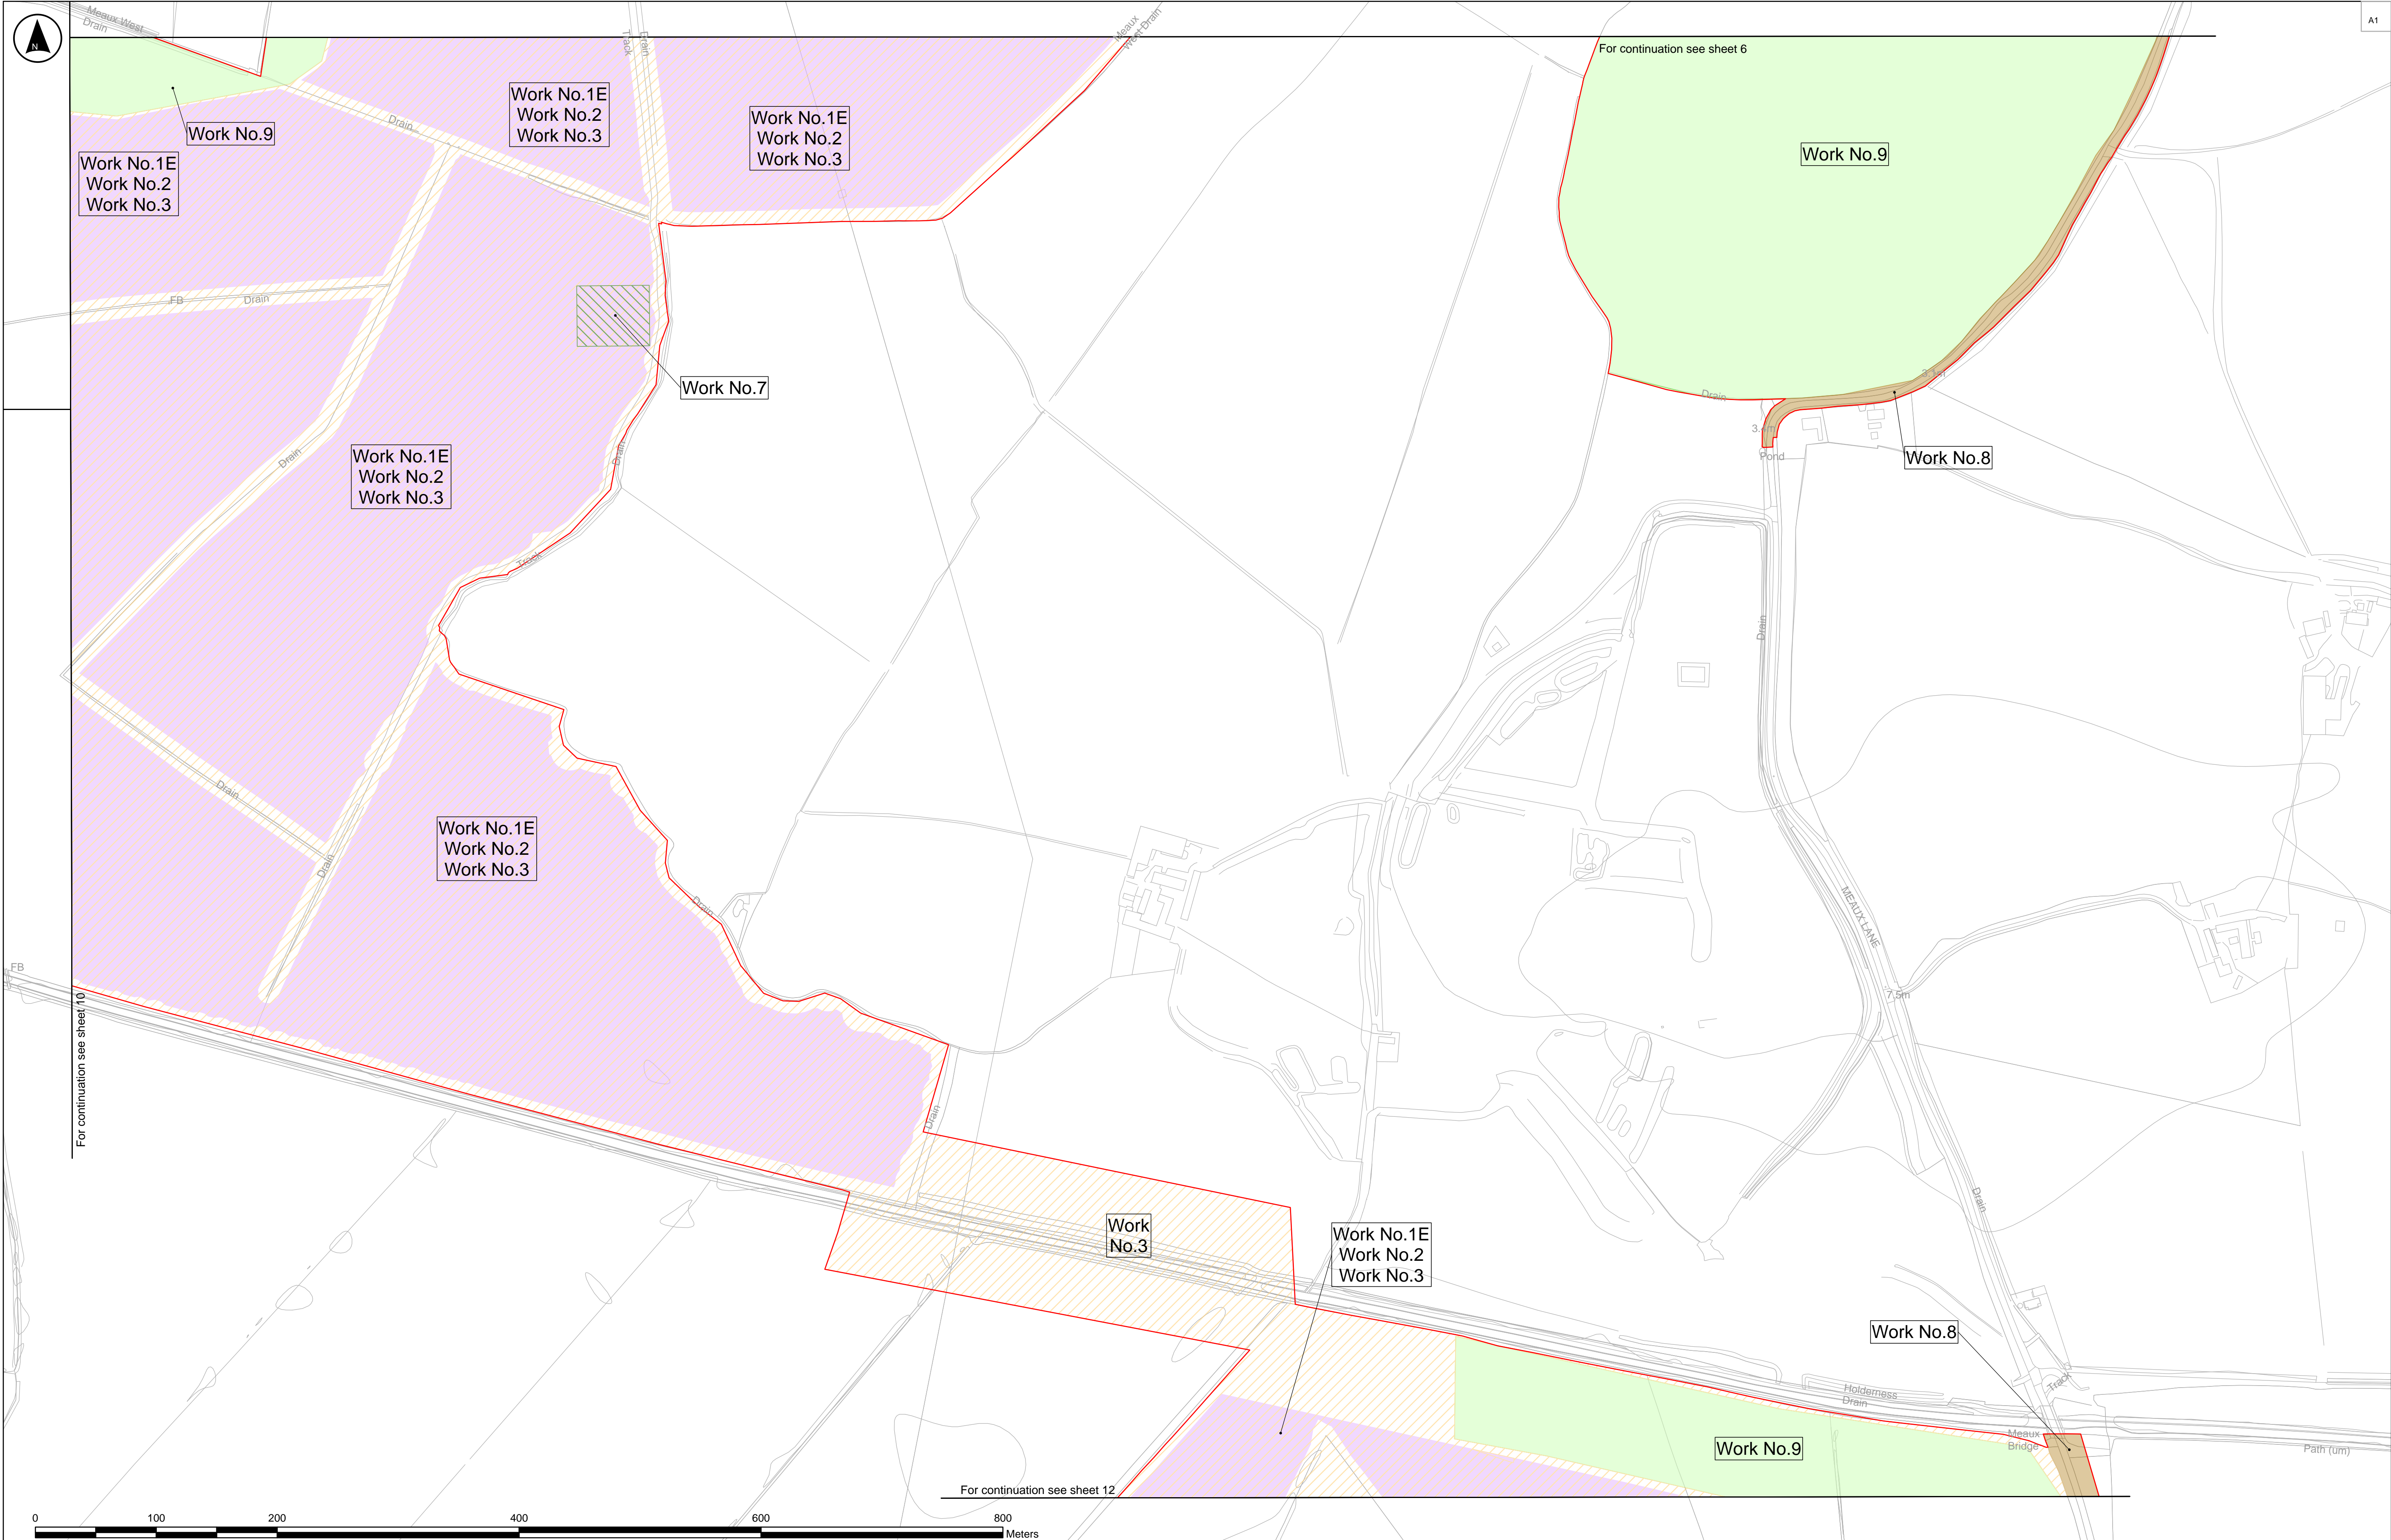 Meaux West
Drain
N
Track
Drain
Meaux
West Drain
A1
For continuation see sheet 6
Work No.1E
Work No.2
Work No.3
Work No.1E
Work No.2
Work No.3
Work No.9
Drain
Work No.9
Work No.1E
Work No.2
Work No.3
FB
Drain
Work No.7
3.1m
Drain
3.4m
Pond
Work No.8
Drain
Drain
Work No.1E
Work No.2
Work No.3
Track
Drain
Drain
Work No.1E
Work No.2
Work No.3
Drain
Drain
MEAUX LANE
FB
7.5m
For continuation see sheet 10
Drain
Drain
Work
No.3
Work No.1E
Work No.2
Work No.3
Work No.8
Track
Holderness
Drain
Meaux
Bridge
Path (um)
Work No.9
For continuation see sheet 12
0 100 200 400 600 800
Meters